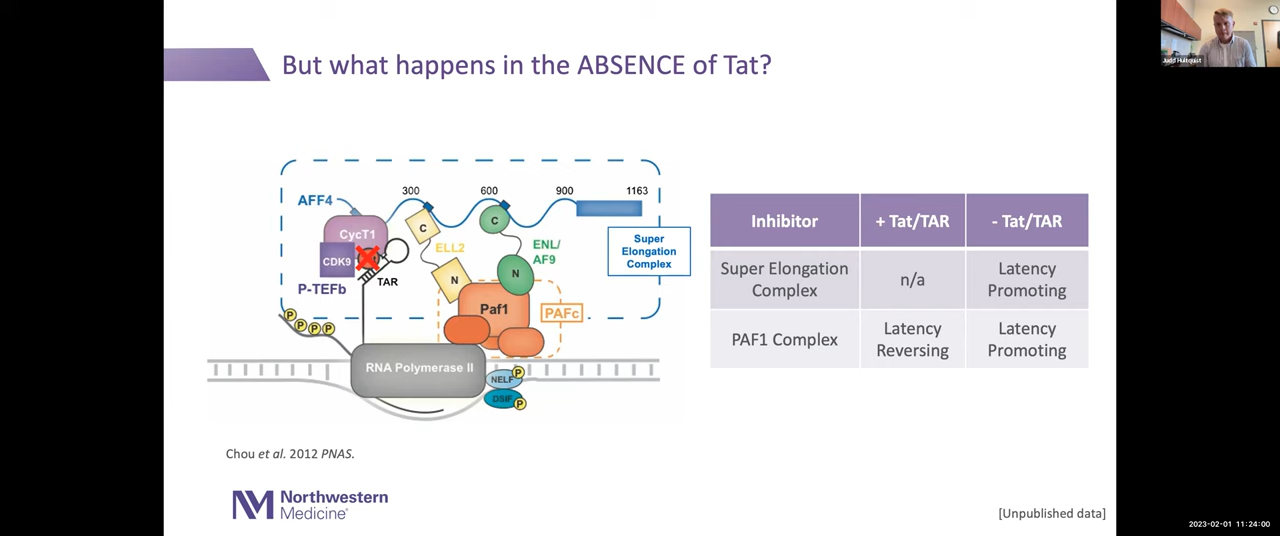 But what happens in the ABSENCE of Tat?
Judd Hultquist
AFF4
300
600
900
1163
CycT1
C
C
CDK9
ELL2
ENL/
AF9
Super
Elongation
Complex
TAR
N
N
P-TEFb
Paf1
PAFc
P P P P
RNA Polymerase II
NELF
P
DSIF
P
Inhibitor + Tat/TAR - Tat/TAR
Super Elongation
Complex
n/a
Latency
Promoting
PAF1 Complex
Latency
Reversing
Latency
Promoting
Chou et al. 2012 PNAS.
NM Northwestern
Medicine®
[Unpublished data]
2023-02-01 11:24:00